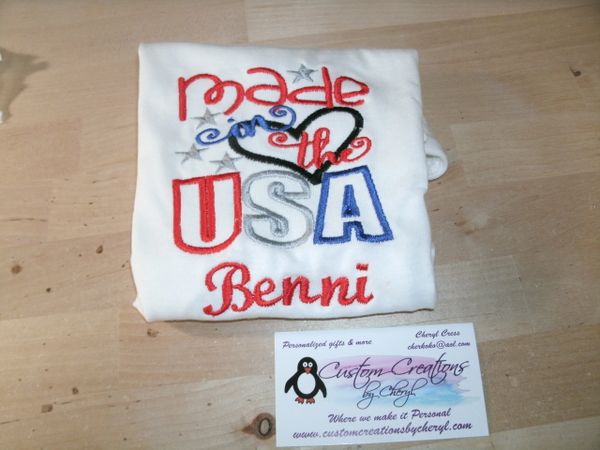 made
on the
USA
Benni
Personalized gifts & more
Cheryl Cress
cherkoko@aol.com
Custom Creations
by Cheryl
Where we make it Personal
www.customcreationsbycheryl.com